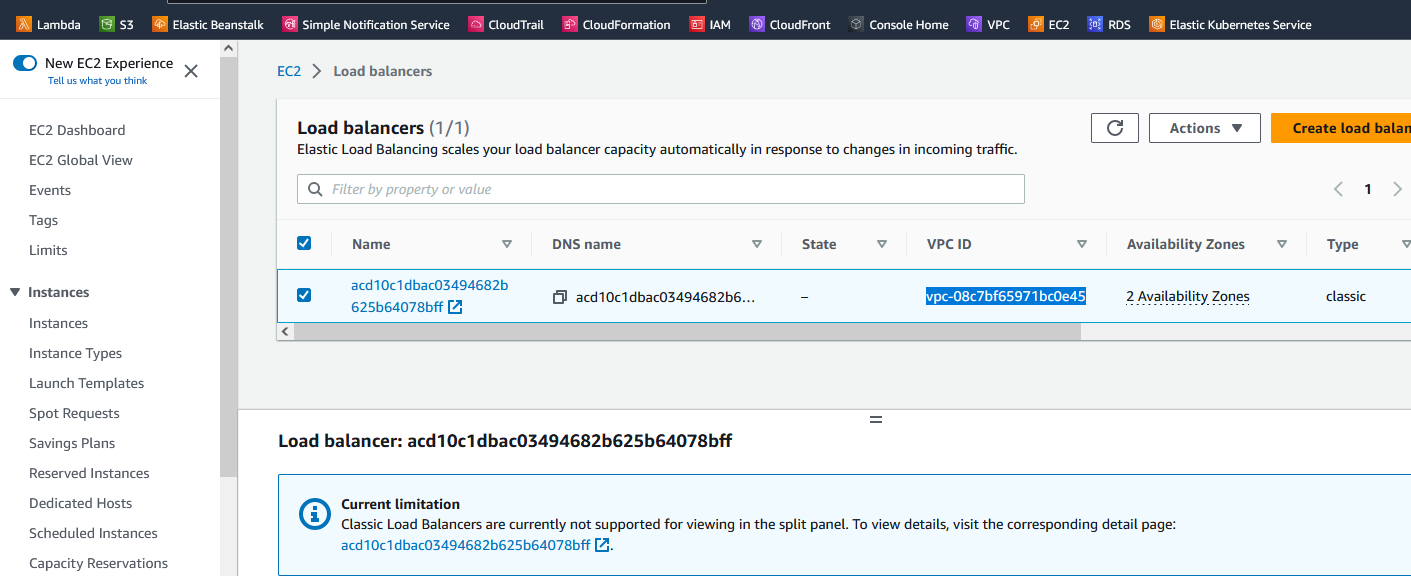 Lambda S3 Elastic Beanstalk Simple Notification Service CloudTrail CloudFormation IAM CloudFront Console Home VPC EC2 RDS Elastic Kubernetes Service
New EC2 Experience
Tell us what you think
EC2 Dashboard
EC2 Global View
Events
Tags
Limits
Instances
Instances
Instance Types
Launch Templates
Spot Requests
Savings Plans
Reserved Instances
Dedicated Hosts
Scheduled Instances
Capacity Reservations
EC2 Load balancers
Load balancers (1/1)
Elastic Load Balancing scales your load balancer capacity automatically in response to changes in incoming traffic.
Actions
Create load balan
Filter by property or value
1
Name DNS name State VPC ID Availability Zones Type
acd10c1dbac03494682b
625b64078bff
acd10c1dbac03494682b6... – vpc-08c7bf65971bc0e45 2 Availability Zones classic
Load balancer: acd10c1dbac03494682b625b64078bff
Current limitation
Classic Load Balancers are currently not supported for viewing in the split panel. To view details, visit the corresponding detail page:
acd10c1dbac03494682b625b64078bff .